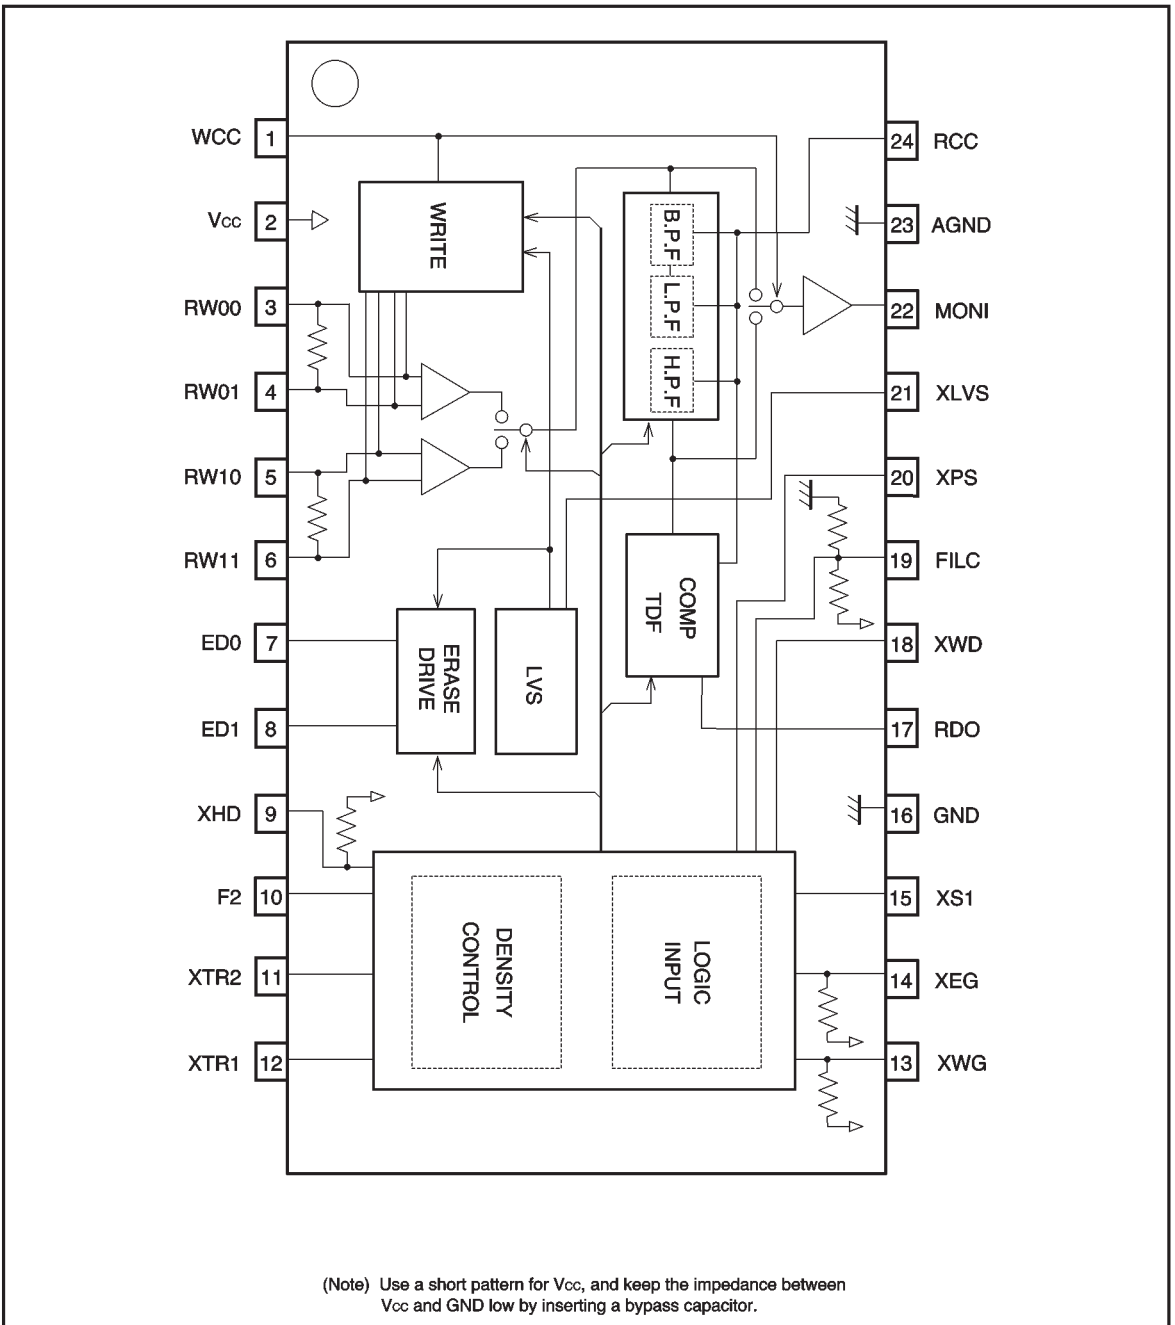 WCC 1
Vcc 2
RW00 3
RW01 4
RW10 5
RW11 6
ED0 7
ED1 8
XHD 9
F2 10
XTR2 11
XTR1 12
WRITE
B.P.F
L.P.F
H.P.F
COMP
TDF
ERASE
DRIVE
LVS
DENSITY
CONTROL
LOGIC
INPUT
24 RCC
23 AGND
22 MONI
21 XLVS
20 XPS
19 FILC
18 XWD
17 RDO
16 GND
15 XS1
14 XEG
13 XWG
(Note) Use a short pattern for Vcc, and keep the impedance between
Vcc and GND low by inserting a bypass capacitor.